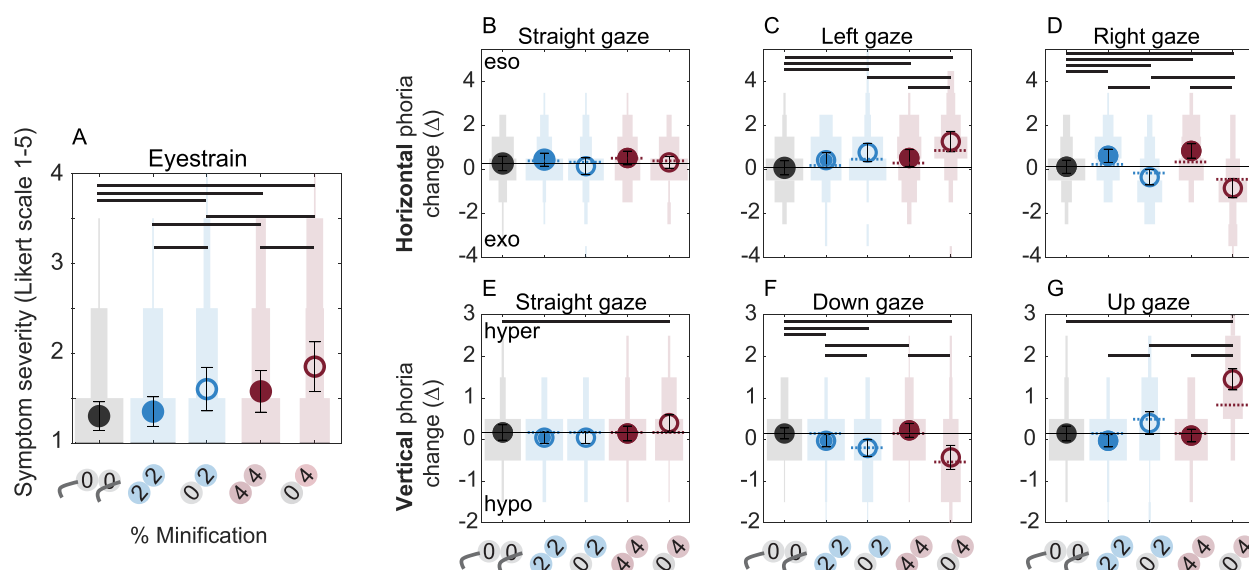 A
Eyestrain
Symptom severity (Likert scale 1-5)
4
3
2
1
0 0
2 2
0 2
4 4
0 4
% Minification
B
Straight gaze
eso
exo
Horizontal phoria
change (Δ)
4
2
0
-2
-4
C
Left gaze
4
2
0
-2
-4
D
Right gaze
4
2
0
-2
-4
E
Straight gaze
hyper
hypo
Vertical phoria
change (Δ)
3
2
1
0
-1
-2
0 0
2 2
0 2
4 4
0 4
F
Down gaze
3
2
1
0
-1
-2
0 0
2 2
0 2
4 4
0 4
G
Up gaze
3
2
1
0
-1
-2
0 0
2 2
0 2
4 4
0 4